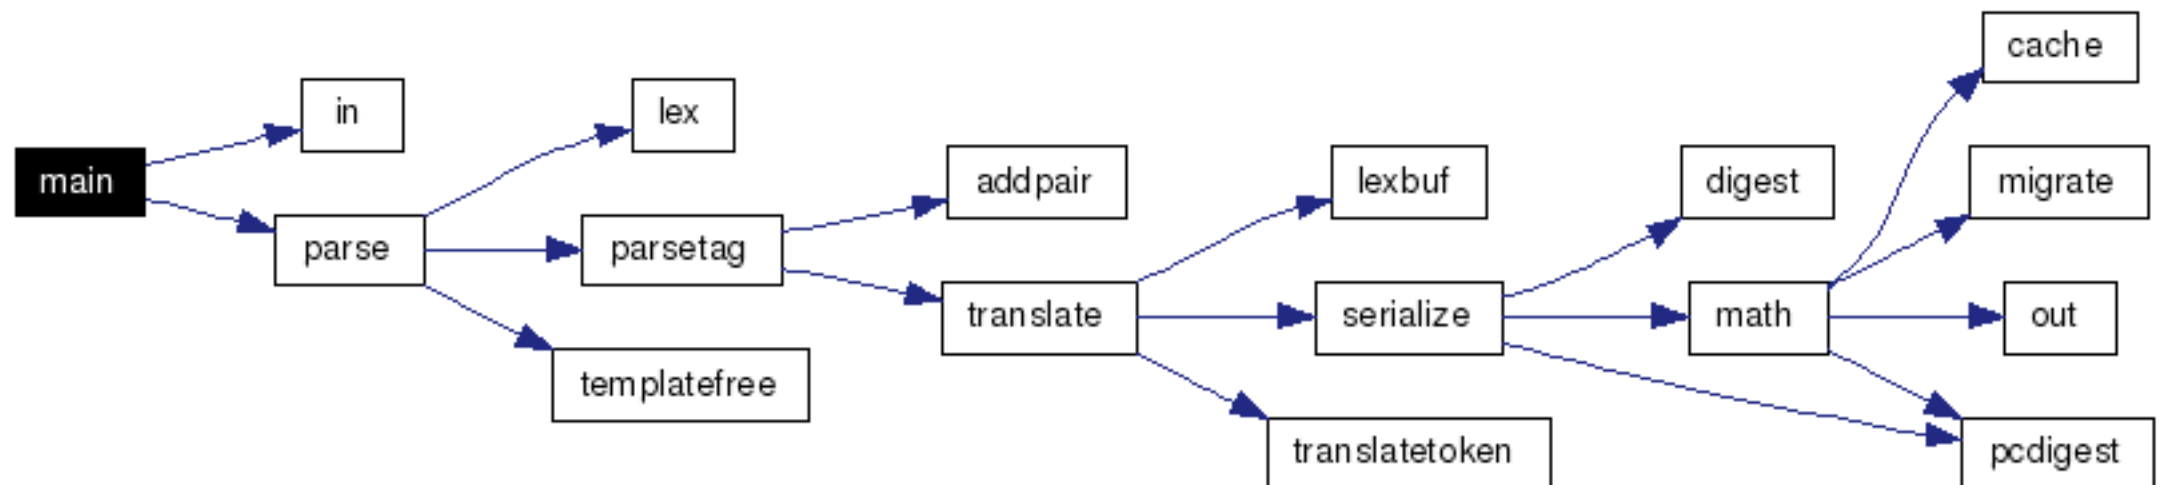 main
in
parse
lex
parsetag
templatefree
addpair
translate
lexbuf
serialize
translatetoken
digest
math
cache
migrate
out
pcdigest